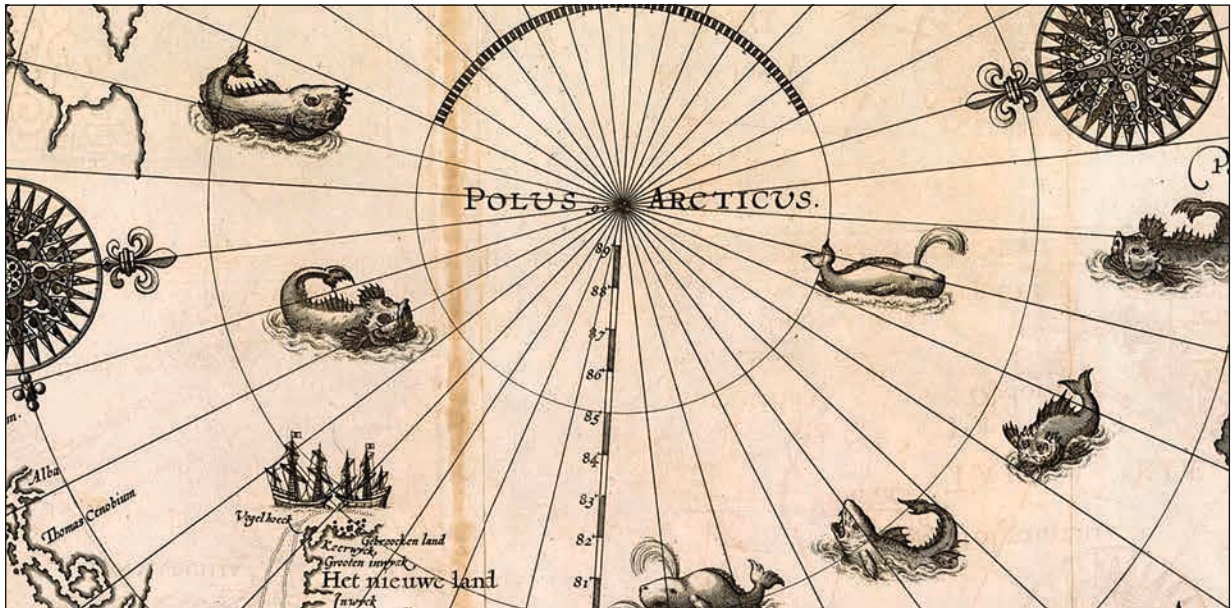 POLUS ARCTICUS.
89
88
87
86
85
84
83
82
81
m.
Alba
Thomas Cenobium
Vogelhoeck
Gebroocken land
Keerwyck
Grooten inwyck
Het nieuwe land
Inwyck